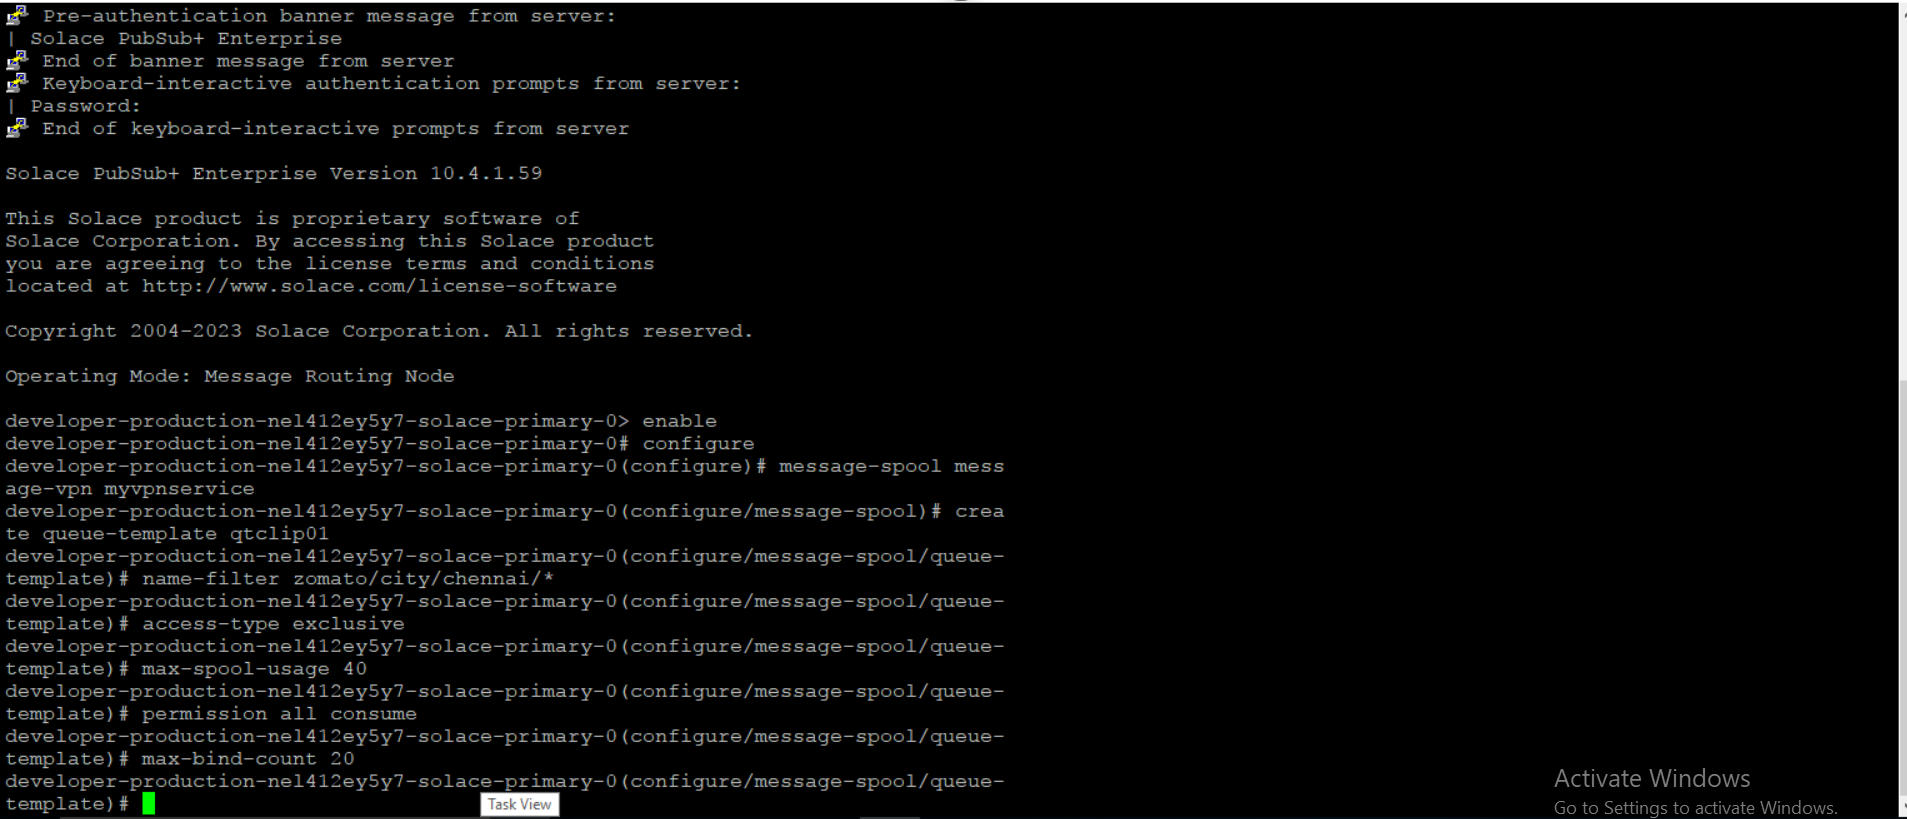 Pre-authentication banner message from server:
| Solace PubSub+ Enterprise
End of banner message from server
Keyboard-interactive authentication prompts from server:
| Password:
End of keyboard-interactive prompts from server
Solace PubSub+ Enterprise Version 10.4.1.59
This Solace product is proprietary software of
Solace Corporation. By accessing this Solace product
you are agreeing to the license terms and conditions
located at http://www.solace.com/license-software
Copyright 2004-2023 Solace Corporation. All rights reserved.
Operating Mode: Message Routing Node
developer-production-nel412ey5y7-solace-primary-0> enable
developer-production-nel412ey5y7-solace-primary-0# configure
developer-production-nel412ey5y7-solace-primary-0(configure)# message-spool mess
age-vpn myvpnservice
developer-production-nel412ey5y7-solace-primary-0(configure/message-spool)# crea
te queue-template qtclip01
developer-production-nel412ey5y7-solace-primary-0(configure/message-spool/queue-
template)# name-filter zomato/city/chennai/*
developer-production-nel412ey5y7-solace-primary-0(configure/message-spool/queue-
template)# access-type exclusive
developer-production-nel412ey5y7-solace-primary-0(configure/message-spool/queue-
template)# max-spool-usage 40
developer-production-nel412ey5y7-solace-primary-0(configure/message-spool/queue-
template)# permission all consume
developer-production-nel412ey5y7-solace-primary-0(configure/message-spool/queue-
template)# max-bind-count 20
developer-production-nel412ey5y7-solace-primary-0(configure/message-spool/queue-
template)#
Task View
Activate Windows
Go to Settings to activate Windows.